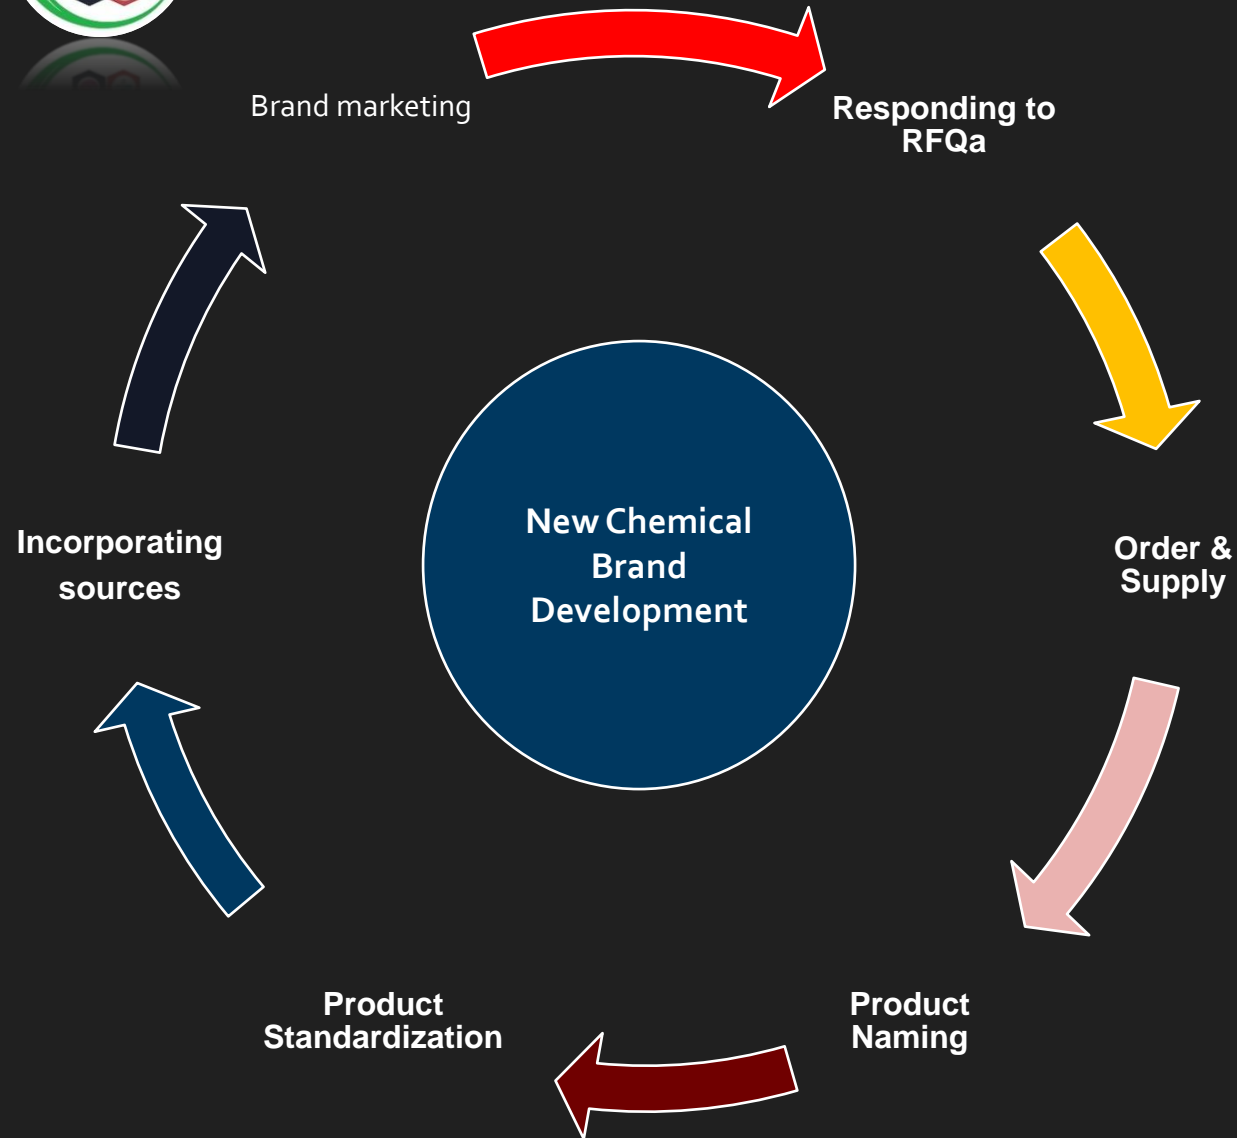 Brand marketing
Responding to
RFQa
Order &
Supply
Product
Naming
Product
Standardization
Incorporating
sources
New Chemical
Brand
Development